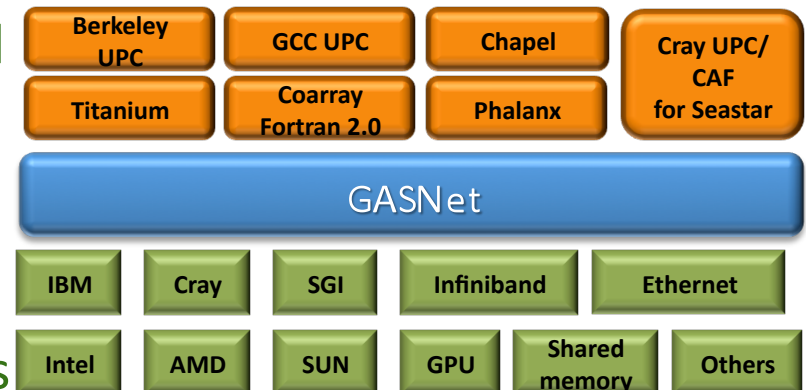 Berkeley
UPC
GCC UPC
Chapel
Cray UPC/
CAF
for Seastar
Titanium
Coarray
Fortran 2.0
Phalanx
GASNet
IBM
Cray
SGI
Infiniband
Ethernet
s
Intel
AMD
SUN
GPU
Shared
memory
Others